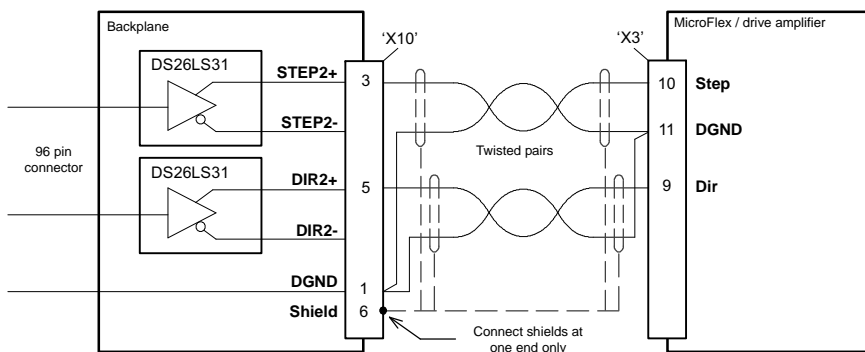 Backplane
'X10'
'X3'
MicroFlex / drive amplifier
DS26LS31
STEP2+
3
10
Step
STEP2-
11
DGND
96 pin
connector
Twisted pairs
DS26LS31
DIR2+
5
9
Dir
DIR2-
DGND
1
Shield
6
Connect shields at
one end only